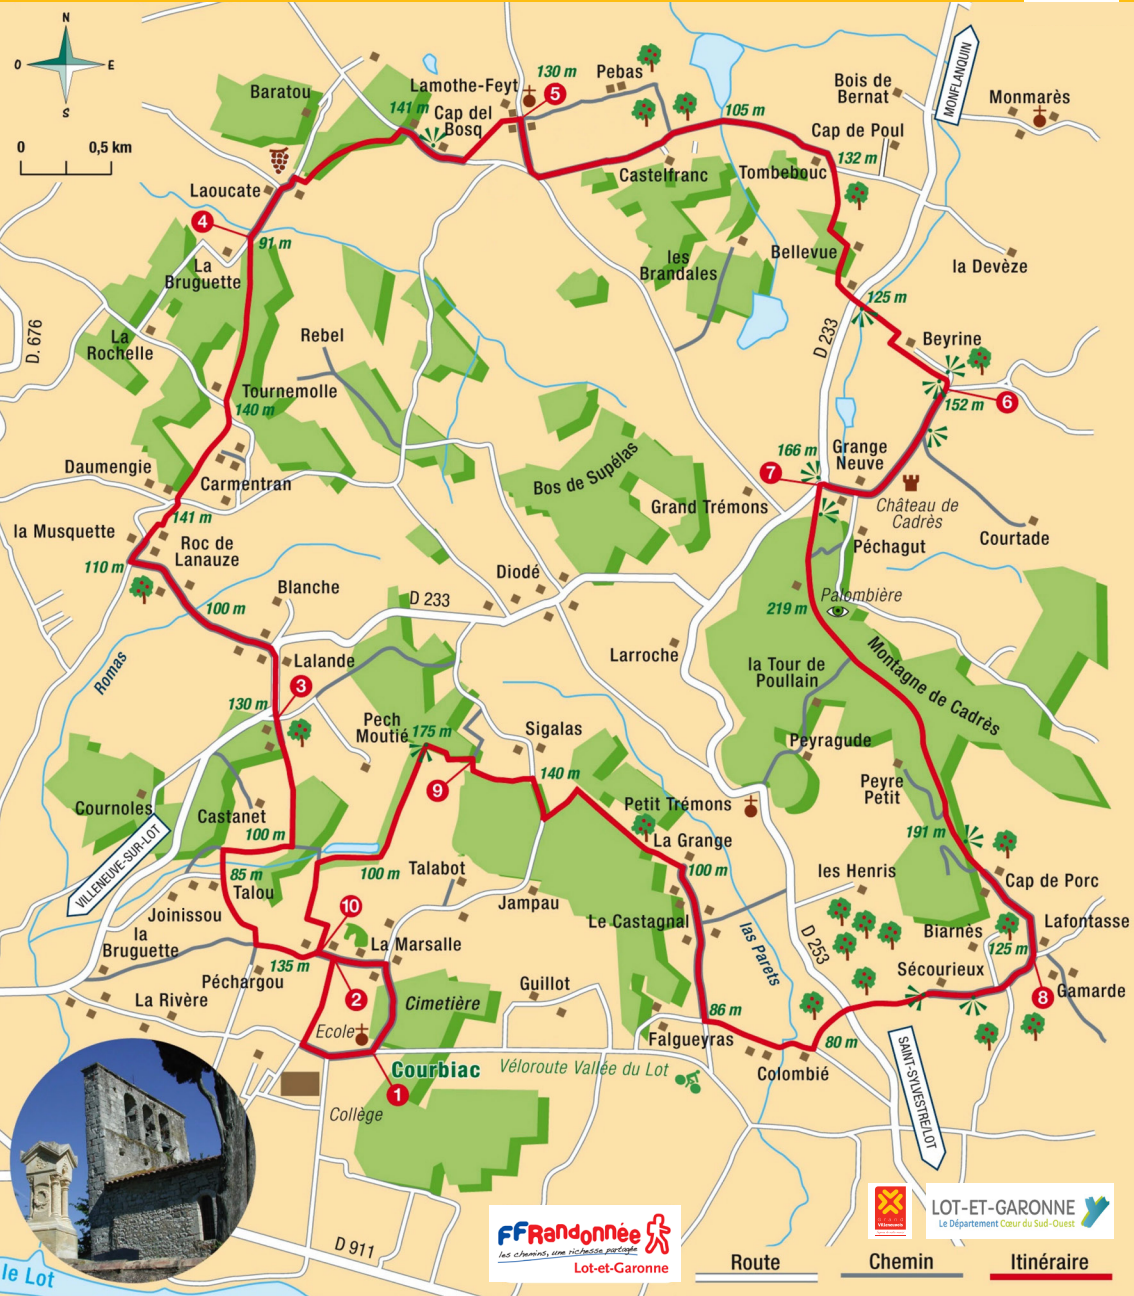 N
O
E
S
0
0,5 km
Baratou
Lamothe-Feyt
130 m
5
Pebas
141 m
Cap del
Bosq
105 m
Bois de
Bernat
MONFLANQUIN
Monmarès
Cap de Poul
132 m
Laoucate
Castelfranc
Tombebouc
4
91 m
La
Bruguette
les
Brandales
Bellevue
la Devèze
125 m
D. 676
La
Rochelle
Rebel
D 233
Beyrine
Tournemolle
140 m
152 m
6
166 m
Grange
Neuve
7
Daumengie
Carmentran
Bos de Supélas
Grand Trémons
Château de
Cadrès
141 m
la Musquette
Roc de
Lanauze
Péchagut
Courtade
110 m
Diodé
Blanche
100 m
D 233
Palombière
219 m
Romas
Lalande
3
Larroche
la Tour de
Poullain
Montagne de Cadrès
130 m
Pech
Moutié
175 m
Sigalas
Peyragude
9
140 m
Peyre
Petit
Cournoles
Castanet
Petit Trémons
100 m
191 m
VILLENEUVE-SUR-LOT
La Grange
85 m
Talou
100 m
Talabot
100 m
les Henris
Cap de Porc
Joinissou
10
Jampau
Le Castagnal
las Parets
D 253
Biarnès
Lafontasse
la
Bruguette
La Marsalle
125 m
135 m
Péchargou
Sécourieux
La Rivère
2
Cimetière
Guillot
8
Gamarde
Ecole
86 m
Falgueyras
80 m
SAINT-SYLVESTRE/LOT
Courbiac
Véloroute Vallée du Lot
Colombié
1
Collège
D 911
le Lot
FFRandonnée
les chemins, une richesse partagée
Lot-et-Garonne
Grand
Villeneuvois
LOT-ET-GARONNE
Le Département Cœur du Sud-Ouest
Route
Chemin
Itinéraire